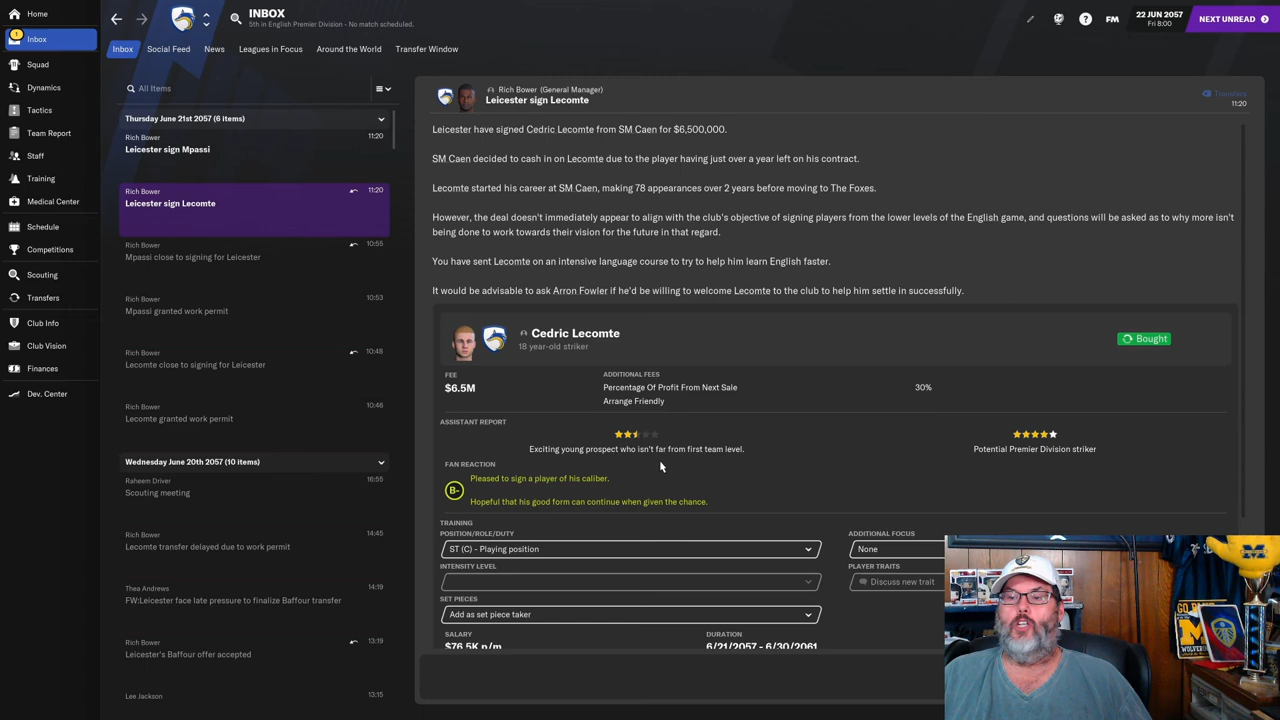 Home
Inbox
Squad
Dynamics
Tactics
Team Report
Staff
Training
Medical Center
Schedule
Competitions
Scouting
Transfers
Club Info
Club Vision
Finances
Dev. Center
INBOX
5th in English Premier Division - No match scheduled.
FM
22 JUN 2057
Fri 8:00
NEXT UNREAD
Inbox
Social Feed
News
Leagues in Focus
Around the World
Transfer Window
All Items
Thursday June 21st 2057 (6 items)
Rich Bower
11:20
Leicester sign Mpassi
Rich Bower
11:20
Leicester sign Lecomte
Rich Bower
10:55
Mpassi close to signing for Leicester
Rich Bower
10:53
Mpassi granted work permit
Rich Bower
10:48
Lecomte close to signing for Leicester
Rich Bower
10:46
Lecomte granted work permit
Wednesday June 20th 2057 (10 items)
Raheem Driver
16:55
Scouting meeting
Rich Bower
14:45
Lecomte transfer delayed due to work permit
Thea Andrews
14:19
FW:Leicester face late pressure to finalize Baffour transfer
Rich Bower
13:19
Leicester's Baffour offer accepted
Lee Jackson
13:15
Rich Bower (General Manager)
Leicester sign Lecomte
Transfers
11:20
Leicester have signed Cedric Lecomte from SM Caen for $6,500,000.
SM Caen decided to cash in on Lecomte due to the player having just over a year left on his contract.
Lecomte started his career at SM Caen, making 78 appearances over 2 years before moving to The Foxes.
However, the deal doesn't immediately appear to align with the club's objective of signing players from the lower levels of the English game, and questions will be asked as to why more isn't
being done to work towards their vision for the future in that regard.
You have sent Lecomte on an intensive language course to try to help him learn English faster.
It would be advisable to ask Arron Fowler if he'd be willing to welcome Lecomte to the club to help him settle in successfully.
Cedric Lecomte
18 year-old striker
Bought
FEE
$6.5M
ADDITIONAL FEES
Percentage Of Profit From Next Sale
30%
Arrange Friendly
ASSISTANT REPORT
Exciting young prospect who isn't far from first team level.
Potential Premier Division striker
FAN REACTION
B-
Pleased to sign a player of his caliber.
Hopeful that his good form can continue when given the chance.
TRAINING
POSITION/ROLE/DUTY
ST (C) - Playing position
ADDITIONAL FOCUS
None
INTENSITY LEVEL
PLAYER TRAITS
Discuss new trait
SET PIECES
Add as set piece taker
SALARY
$76.5K p/m
DURATION
6/21/2057 - 6/30/2061